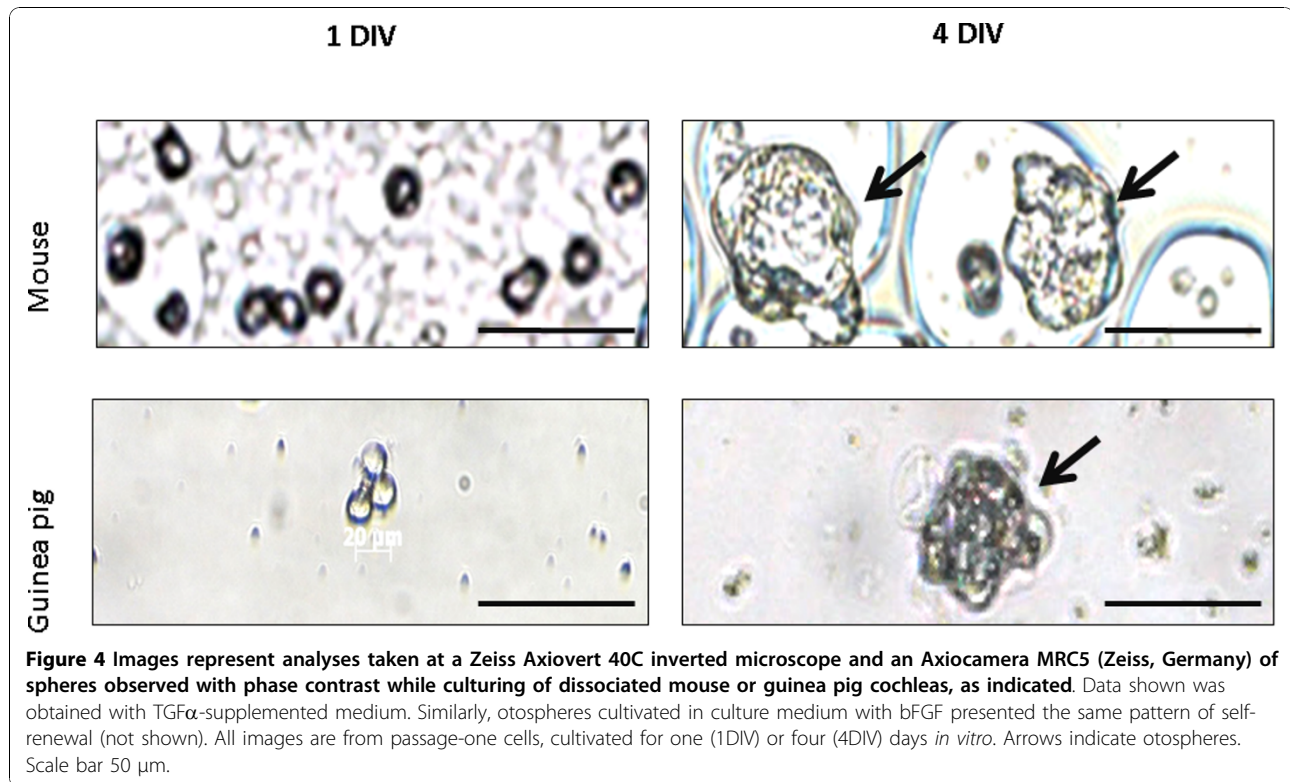 1 DIV
4 DIV
Mouse
Guinea pig
20 µm
Figure 4 Images represent analyses taken at a Zeiss Axiovert 40C inverted microscope and an Axiocamera MRC5 (Zeiss, Germany) of
spheres observed with phase contrast while culturing of dissociated mouse or guinea pig cochleas, as indicated. Data shown was
obtained with TGFα-supplemented medium. Similarly, otospheres cultivated in culture medium with bFGF presented the same pattern of self-
renewal (not shown). All images are from passage-one cells, cultivated for one (1DIV) or four (4DIV) days in vitro. Arrows indicate otospheres.
Scale bar 50 μm.